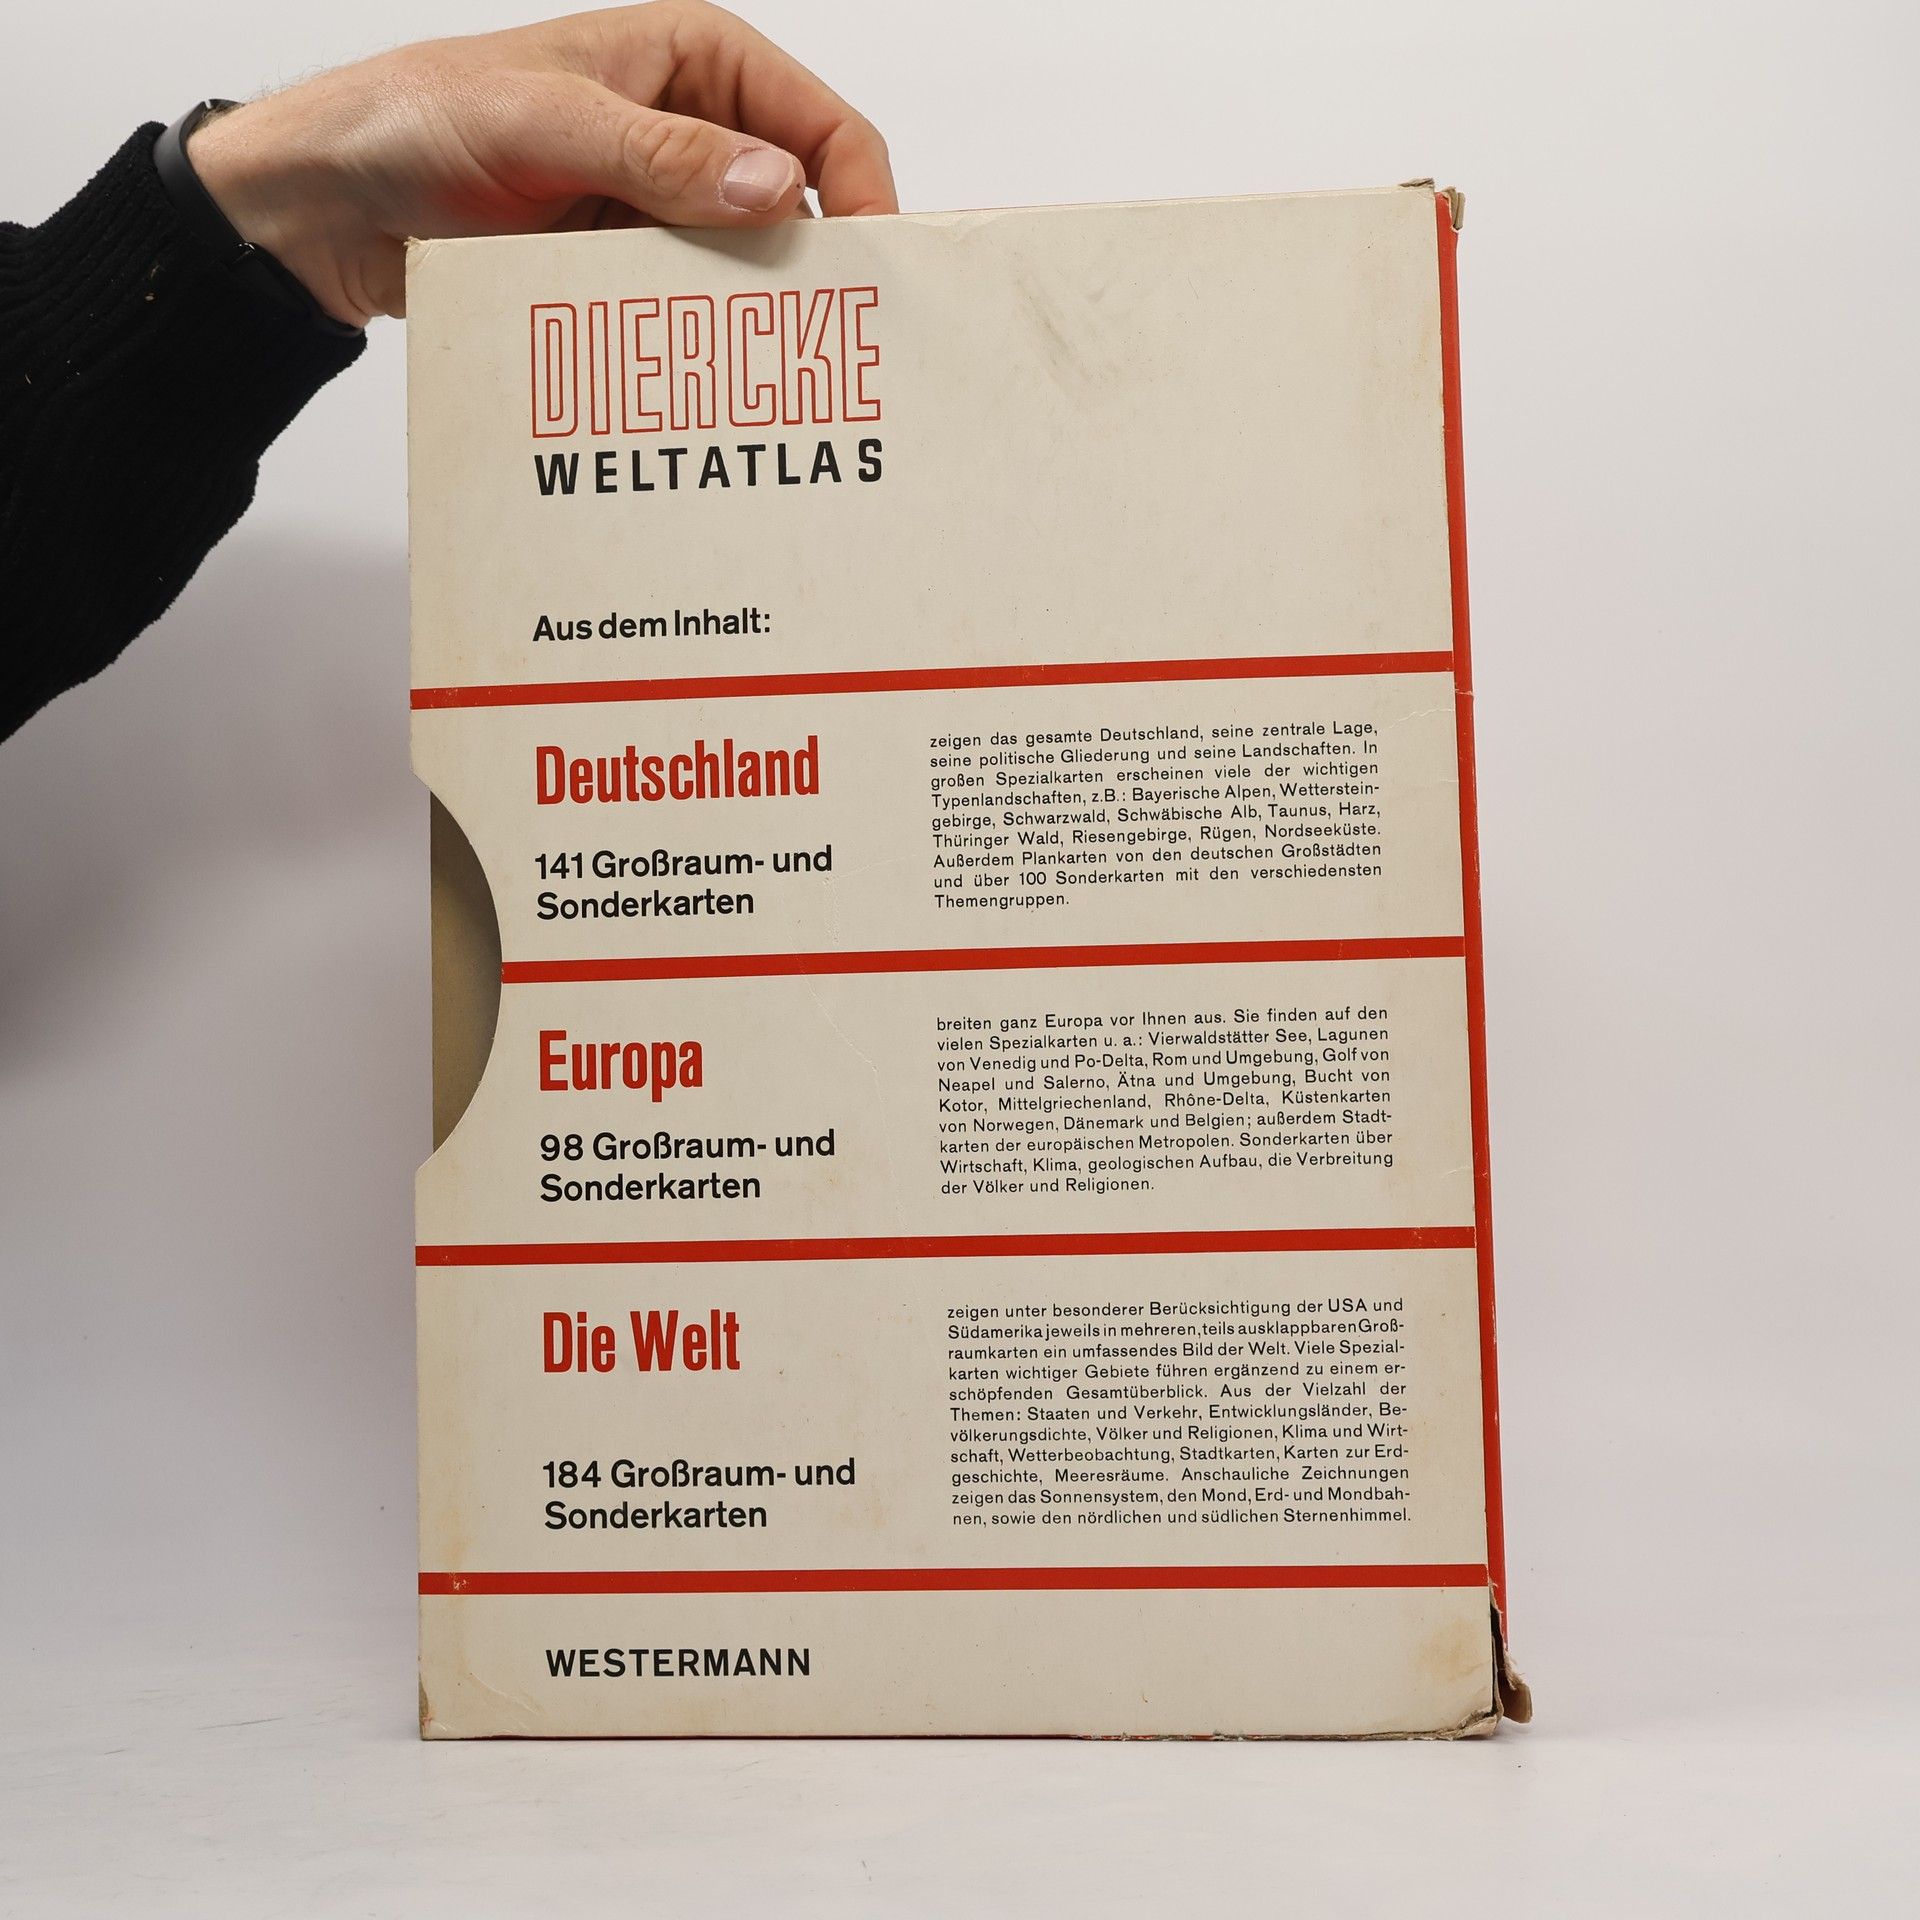 DIERCKE
WELTATLAS
Aus dem Inhalt:
Deutschland
141 Großraum- und
Sonderkarten
zeigen das gesamte Deutschland, seine zentrale Lage,
seine politische Gliederung und seine Landschaften. In
großen Spezialkarten erscheinen viele der wichtigen
Typenlandschaften, z.B.: Bayerische Alpen, Wetterstein-
gebirge, Schwarzwald, Schwäbische Alb, Taunus, Harz,
Thüringer Wald, Riesengebirge, Rügen, Nordseeküste.
Außerdem Plankarten von den deutschen Großstädten
und über 100 Sonderkarten mit den verschiedensten
Themengruppen.
Europa
98 Großraum- und
Sonderkarten
breiten ganz Europa vor Ihnen aus. Sie finden auf den
vielen Spezialkarten u. a.: Vierwaldstätter See, Lagunen
von Venedig und Po-Delta, Rom und Umgebung, Golf von
Neapel und Salerno, Ätna und Umgebung, Bucht von
Kotor, Mittelgriechenland, Rhône-Delta, Küstenkarten
von Norwegen, Dänemark und Belgien; außerdem Stadt-
karten der europäischen Metropolen. Sonderkarten über
Wirtschaft, Klima, geologischen Aufbau, die Verbreitung
der Völker und Religionen.
Die Welt
184 Großraum- und
Sonderkarten
zeigen unter besonderer Berücksichtigung der USA und
Südamerika jeweils in mehreren, teils ausklappbaren Groß-
raumkarten ein umfassendes Bild der Welt. Viele Spezial-
karten wichtiger Gebiete führen ergänzend zu einem er-
schöpfenden Gesamtüberblick. Aus der Vielzahl der
Themen: Staaten und Verkehr, Entwicklungsländer, Be-
völkerungsdichte, Völker und Religionen, Klima und Wirt-
schaft, Wetterbeobachtung, Stadtkarten, Karten zur Erd-
geschichte, Meeresräume. Anschauliche Zeichnungen
zeigen das Sonnensystem, den Mond, Erd- und Mondbah-
nen, sowie den nördlichen und südlichen Sternenhimmel.
WESTERMANN